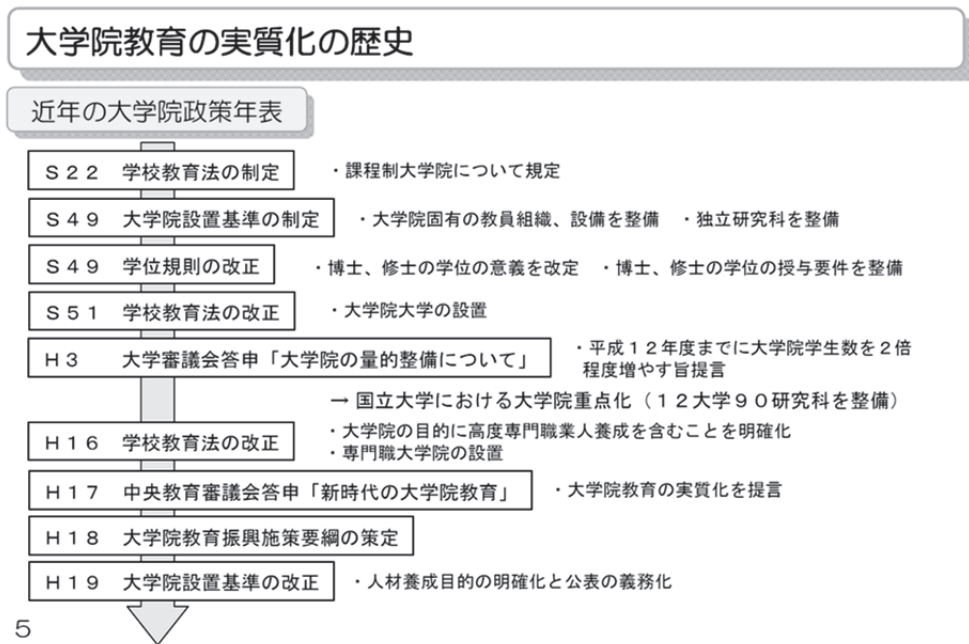 大学院教育の実質化の歴史
近年の大学院政策年表
S22 学校教育法の制定 ・課程制大学院について規定
S49 大学院設置基準の制定 ・大学院固有の教員組織、設備を整備 ・独立研究科を整備
S49 学位規則の改正 ・博士、修士の学位の意義を改定 ・博士、修士の学位の授与要件を整備
S51 学校教育法の改正 ・大学院大学の設置
H3 大学審議会答申「大学院の量的整備について」 ・平成12年度までに大学院学生数を2倍
程度増やす旨提言
→ 国立大学における大学院重点化(12大学90研究科を整備)
H16 学校教育法の改正 ・大学院の目的に高度専門職業人養成を含むことを明確化
・専門職大学院の設置
H17 中央教育審議会答申「新時代の大学院教育」 ・大学院教育の実質化を提言
H18 大学院教育振興施策要綱の策定
H19 大学院設置基準の改正 ・人材養成目的の明確化と公表の義務化
5